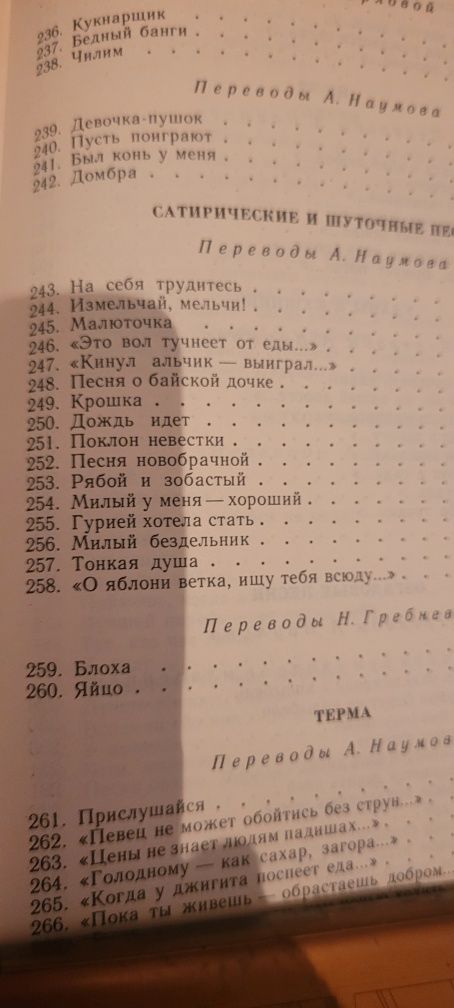 236. Кукнарщик . . . . . . . .
237. Бедный банги . . . . . . .
238. Чилим . . . . . . . .
Переводы А. Наумова
239. Девочка-пушок . . . . . . .
240. Пусть поиграют . . . . . . .
241. Был конь у меня . . . . . . .
242. Домбра . . . . . . . . .
САТИРИЧЕСКИЕ И ШУТОЧНЫЕ ПЕС
Переводы А. Наумова
243. На себя трудитесь . . . . . .
244. Измельчай, мельчи! . . . . . .
245. Малюточка . . . . . . . .
246. «Это вол тучнеет от еды...» . . . .
247. «Кинул альчик — выиграл...» . . . .
248. Песня о байской дочке . . . . . .
249. Крошка . . . . . . . . .
250. Дождь идет . . . . . . . .
251. Поклон невестки . . . . . . .
252. Песня новобрачной . . . . . .
253. Рябой и зобастый . . . . . .
254. Милый у меня — хороший . . . . .
255. Гурией хотела стать . . . . . .
256. Милый бездельник . . . . . .
257. Тонкая душа . . . . . . .
258. «О яблони ветка, ищу тебя всюду...» . .
Переводы Н. Гребнев
259. Блоха . . . . . . . . .
260. Яйцо . . . . . . . . .
ТЕРМА
Переводы А. Наумов
261. Прислушайся . . . . . . .
262. «Певец не может обойтись без струн...» .
263. «Цены не знает людям падишах...» . . .
264. «Голодному — как сахар, загора...» . .
265. «Когда у джигита поспеет еда...» . . .
266. «Пока ты живешь — обрастаешь добром...